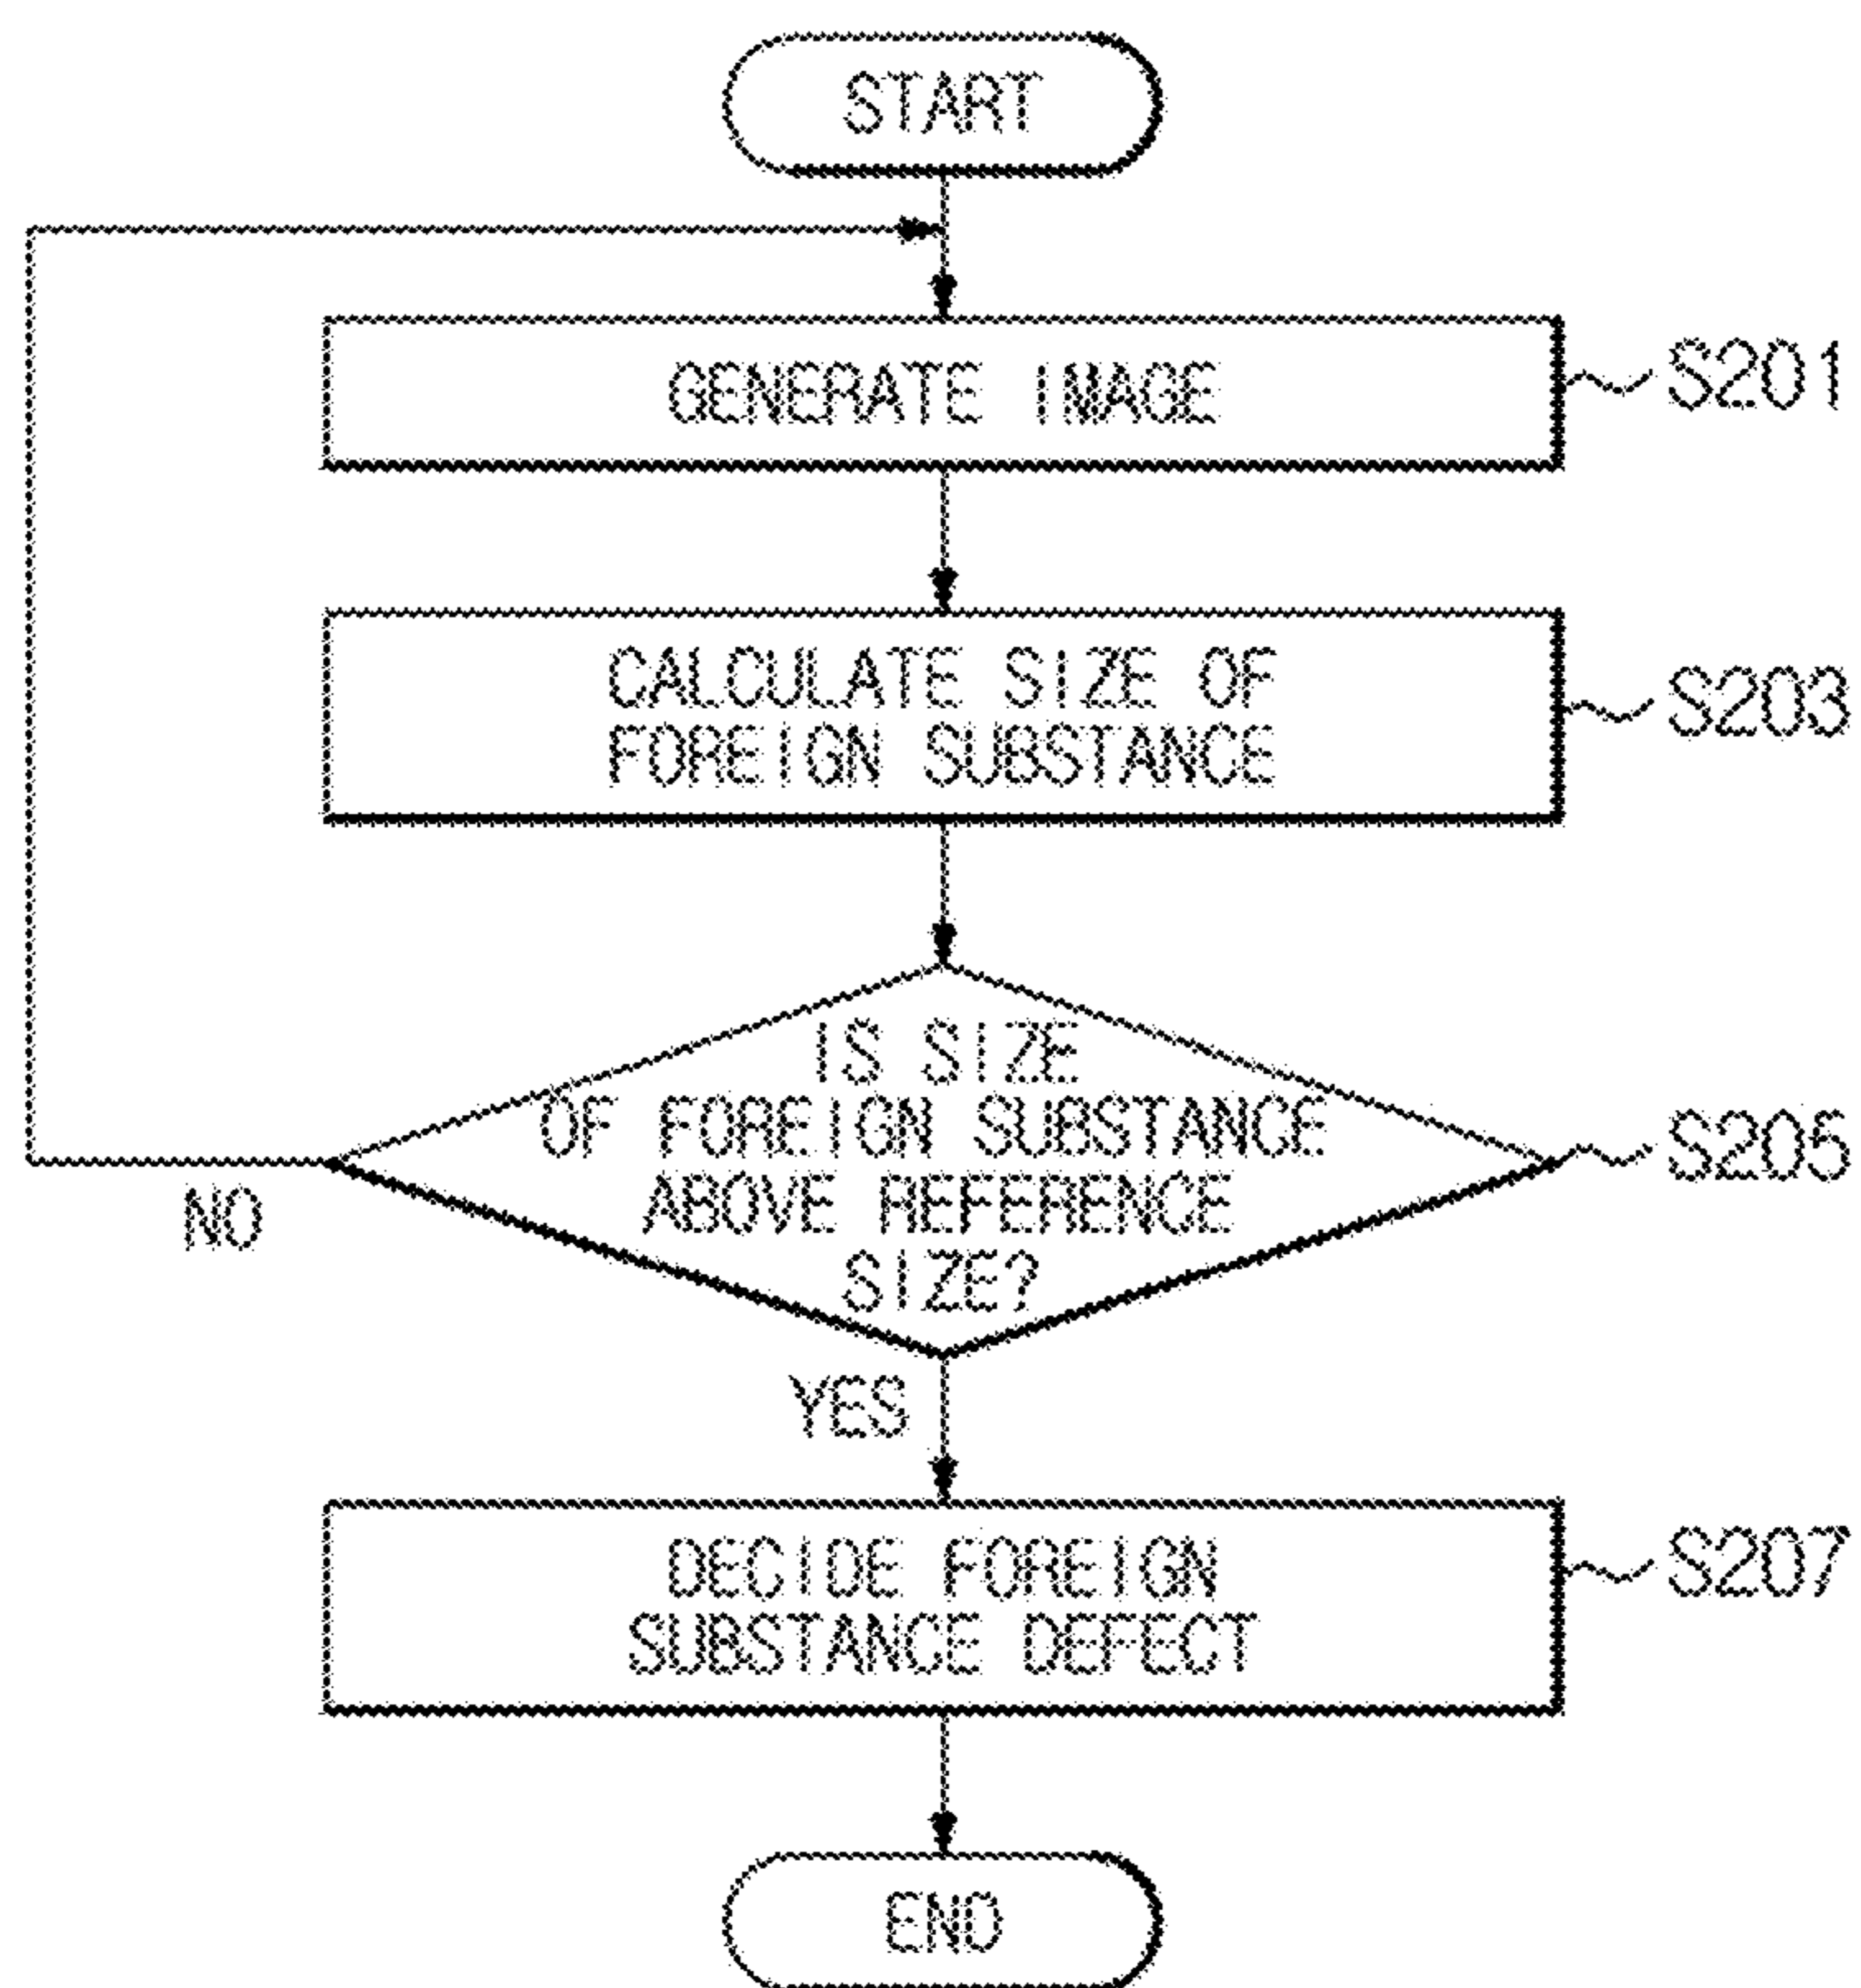 START
GENERATE IMAGE
S201
CALCULATE SIZE OF
FOREIGN SUBSTANCE
S203
IS SIZE
OF FOREIGN SUBSTANCE
ABOVE REFERENCE
SIZE?
S205
NO
YES
DECIDE FOREIGN
SUBSTANCE DEFECT
S207
END